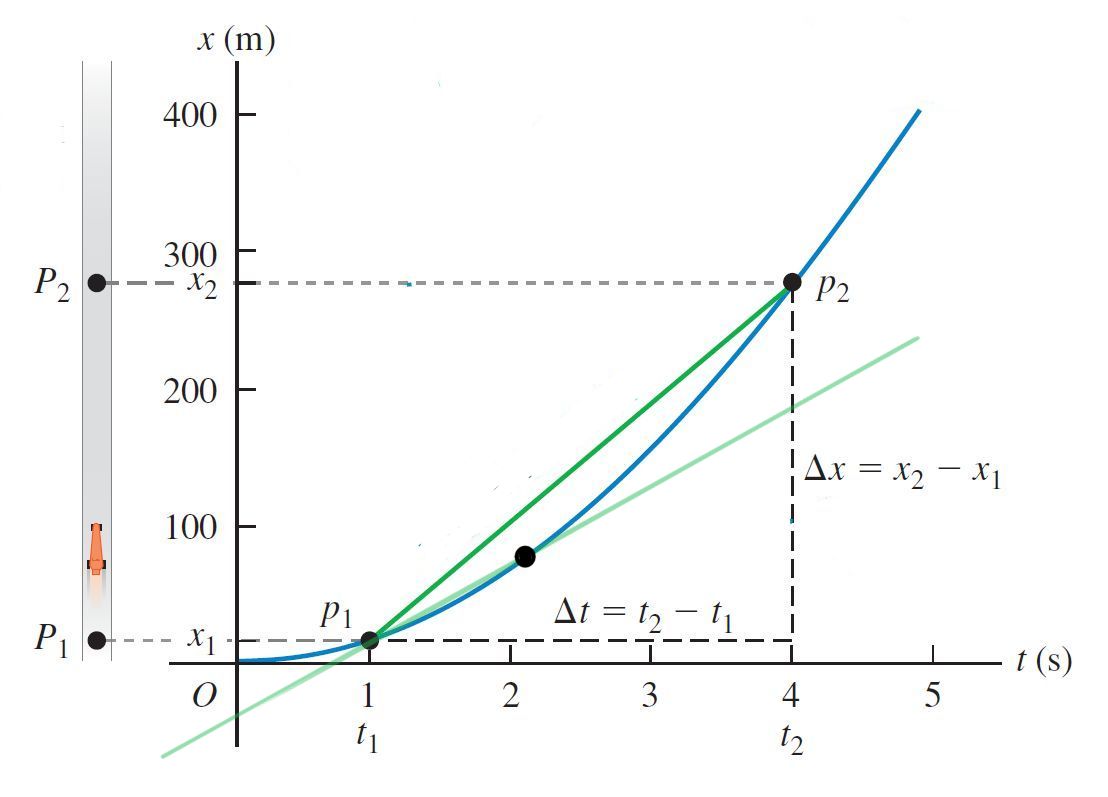 x (m)
400
300
P₂
x₂
p₂
200
Δx = x₂ − x₁
100
p₁
Δt = t₂ − t₁
P₁
x₁
t (s)
O
1
2
3
4
5
t₁
t₂